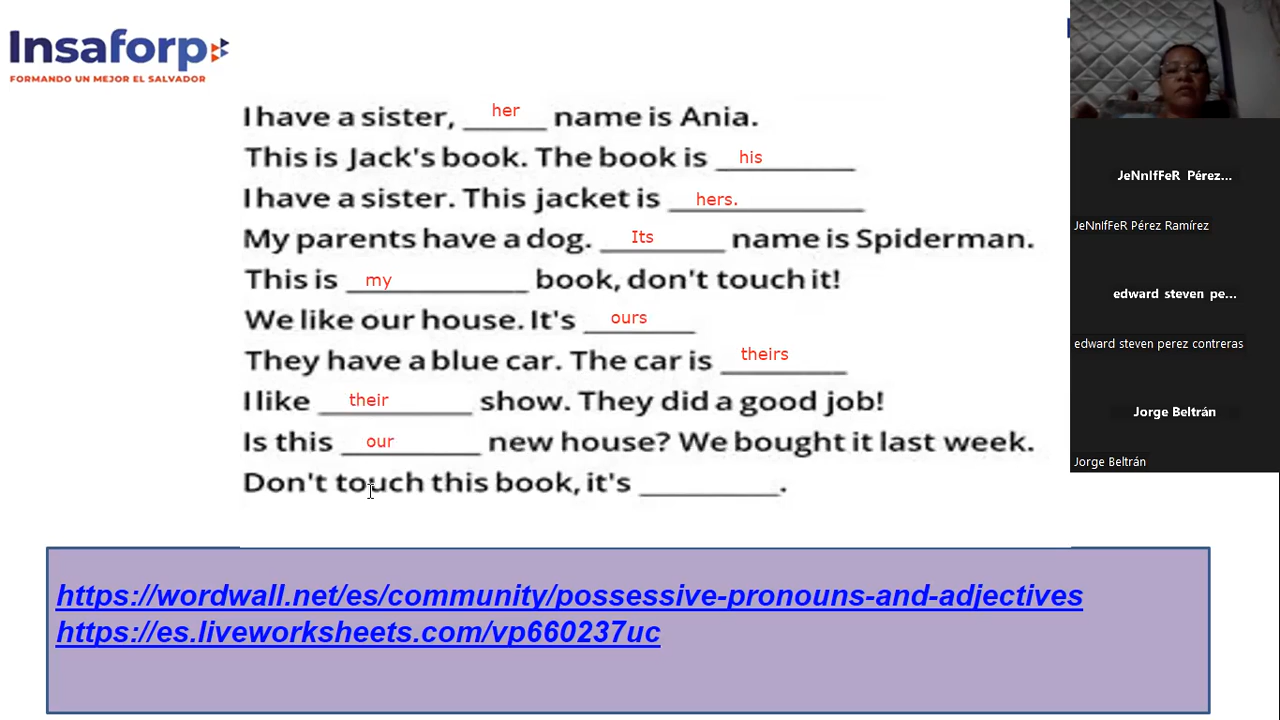 Insaforp
FORMANDO UN MEJOR EL SALVADOR
I have a sister, her name is Ania.
This is Jack's book. The book is his
I have a sister. This jacket is hers.
My parents have a dog. Its name is Spiderman.
This is my book, don't touch it!
We like our house. It's ours
They have a blue car. The car is theirs
I like their show. They did a good job!
Is this our new house? We bought it last week.
Don't touch this book, it's ________.
https://wordwall.net/es/community/possessive-pronouns-and-adjectives
https://es.liveworksheets.com/vp660237uc
JeNnIfFeR Pérez...
JeNnIfFeR Pérez Ramírez
edward steven pe...
edward steven perez contreras
Jorge Beltrán
Jorge Beltrán